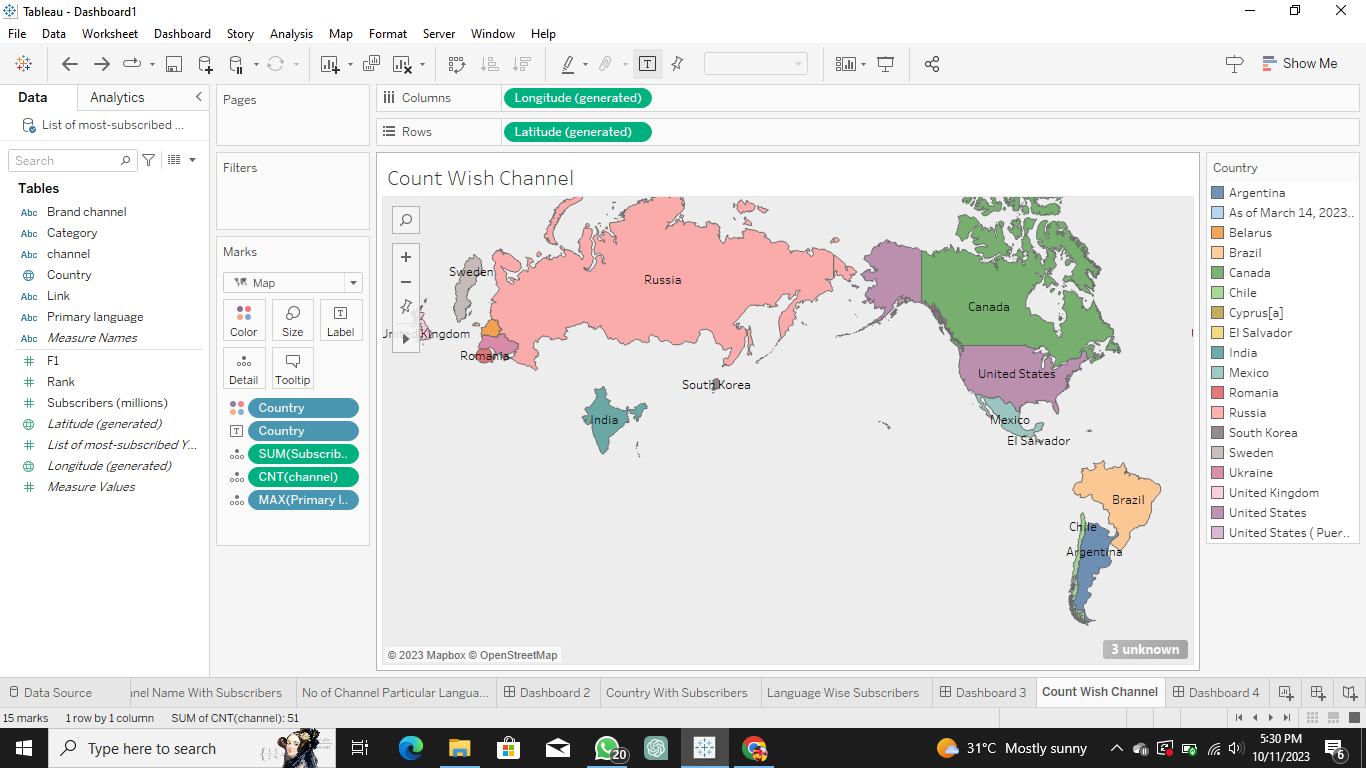 Tableau - Dashboard1
File Data Worksheet Dashboard Story Analysis Map Format Server Window Help
Show Me
Data Analytics
List of most-subscribed ...
Search
Tables
Abc Brand channel
Abc Category
Abc channel
Country
Abc Link
Abc Primary language
Abc Measure Names
F1
Rank
Subscribers (millions)
Latitude (generated)
List of most-subscribed Y...
Longitude (generated)
Measure Values
Pages
Filters
Marks
Map
Color Size Label
Detail Tooltip
Country
Country
SUM(Subscrib..
CNT(channel)
MAX(Primary l..
Columns Longitude (generated)
Rows Latitude (generated)
Count Wish Channel
Sweden
Russia
Canada
Kingdom
Romania
United States
South Korea
India
Mexico
El Salvador
Brazil
Chile
Argentina
3 unknown
© 2023 Mapbox © OpenStreetMap
Country
Argentina
As of March 14, 2023..
Belarus
Brazil
Canada
Chile
Cyprus[a]
El Salvador
India
Mexico
Romania
Russia
South Korea
Sweden
Ukraine
United Kingdom
United States
United States ( Puer..
Data Source nel Name With Subscribers No of Channel Particular Langua... Dashboard 2 Country With Subscribers Language Wise Subscribers Dashboard 3 Count Wish Channel Dashboard 4
15 marks 1 row by 1 column SUM of CNT(channel): 51
Type here to search 20 31°C Mostly sunny 5:30 PM
10/11/2023 6